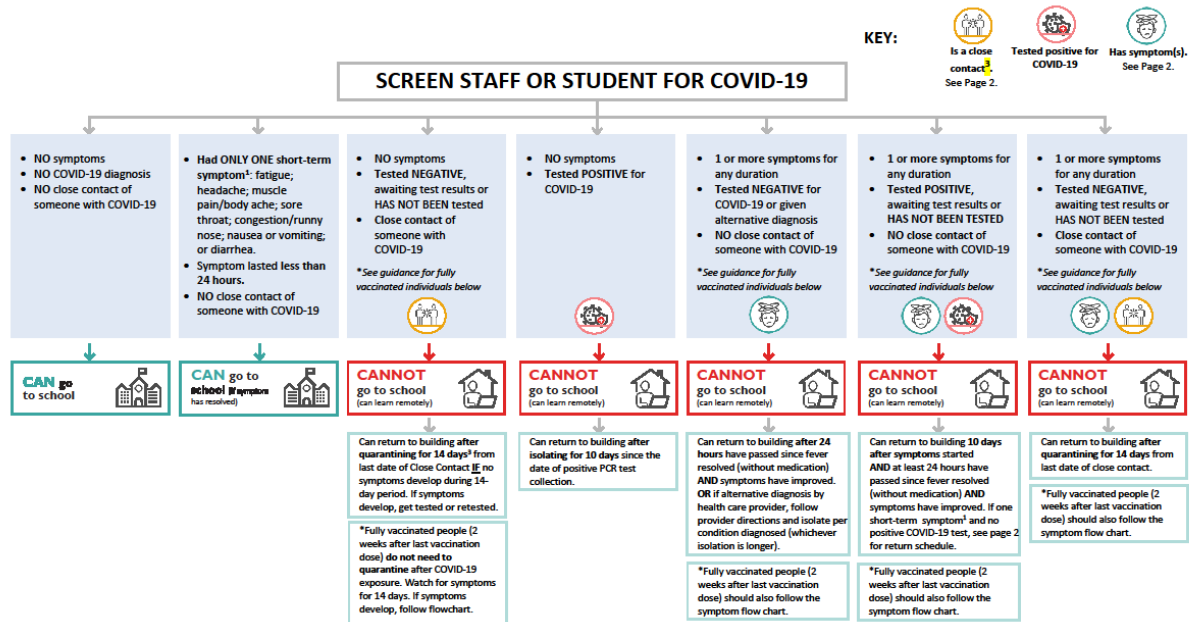 KEY:
Is a close
contact³.
See Page 2.
Tested positive for
COVID-19
Has symptom(s).
See Page 2.
SCREEN STAFF OR STUDENT FOR COVID-19
• NO symptoms
• NO COVID-19 diagnosis
• NO close contact of
someone with COVID-19
• Had ONLY ONE short-term
symptom¹: fatigue;
headache; muscle
pain/body ache; sore
throat; congestion/runny
nose; nausea or vomiting;
or diarrhea.
• Symptom lasted less than
24 hours.
• NO close contact of
someone with COVID-19
• NO symptoms
• Tested NEGATIVE,
awaiting test results or
HAS NOT BEEN tested
• Close contact of
someone with
COVID-19
*See guidance for fully
vaccinated individuals below
• NO symptoms
• Tested POSITIVE for
COVID-19
• 1 or more symptoms for
any duration
• Tested NEGATIVE for
COVID-19 or given
alternative diagnosis
• NO close contact of
someone with COVID-19
*See guidance for fully
vaccinated individuals below
• 1 or more symptoms for
any duration
• Tested POSITIVE,
awaiting test results or
HAS NOT BEEN TESTED
• NO close contact of
someone with COVID-19
*See guidance for fully
vaccinated individuals below
• 1 or more symptoms
for any duration
• Tested NEGATIVE,
awaiting test results or
HAS NOT BEEN TESTED
• Close contact of
someone with COVID-19
*See guidance for fully
vaccinated individuals below
CAN go
to school
CAN go to
school (if symptom
has resolved)
CANNOT
go to school
(can learn remotely)
CANNOT
go to school
(can learn remotely)
CANNOT
go to school
(can learn remotely)
CANNOT
go to school
(can learn remotely)
CANNOT
go to school
(can learn remotely)
Can return to building after
quarantining for 14 days³ from
last date of Close Contact IF no
symptoms develop during 14-
day period. If symptoms
develop, get tested or retested.
*Fully vaccinated people (2
weeks after last vaccination
dose) do not need to
quarantine after COVID-19
exposure. Watch for symptoms
for 14 days. If symptoms
develop, follow flowchart.
Can return to building after
isolating for 10 days since the
date of positive PCR test
collection.
Can return to building after 24
hours have passed since fever
resolved (without medication)
AND symptoms have improved.
OR if alternative diagnosis by
health care provider, follow
provider directions and isolate per
condition diagnosed (whichever
isolation is longer).
*Fully vaccinated people (2
weeks after last vaccination
dose) should also follow the
symptom flow chart.
Can return to building 10 days
after symptoms started
AND at least 24 hours have
passed since fever resolved
(without medication) AND
symptoms have improved. If one
short-term symptom¹ and no
positive COVID-19 test, see page 2
for return schedule.
*Fully vaccinated people (2
weeks after last vaccination
dose) should also follow the
symptom flow chart.
Can return to building after
quarantining for 14 days from
last date of close contact.
*Fully vaccinated people (2
weeks after last vaccination
dose) should also follow the
symptom flow chart.